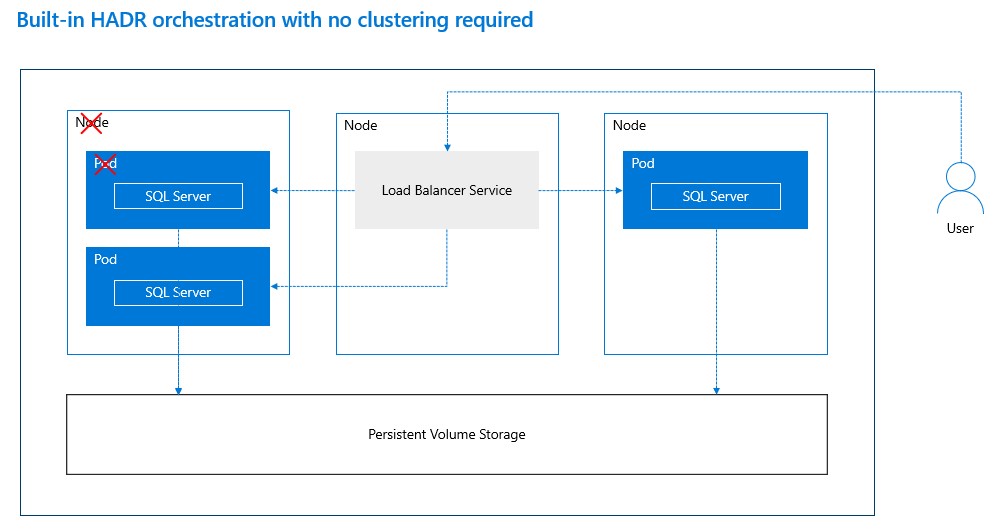 Built-in HADR orchestration with no clustering required
Node
Pod
SQL Server
Pod
SQL Server
Node
Load Balancer Service
Node
Pod
SQL Server
User
Persistent Volume Storage